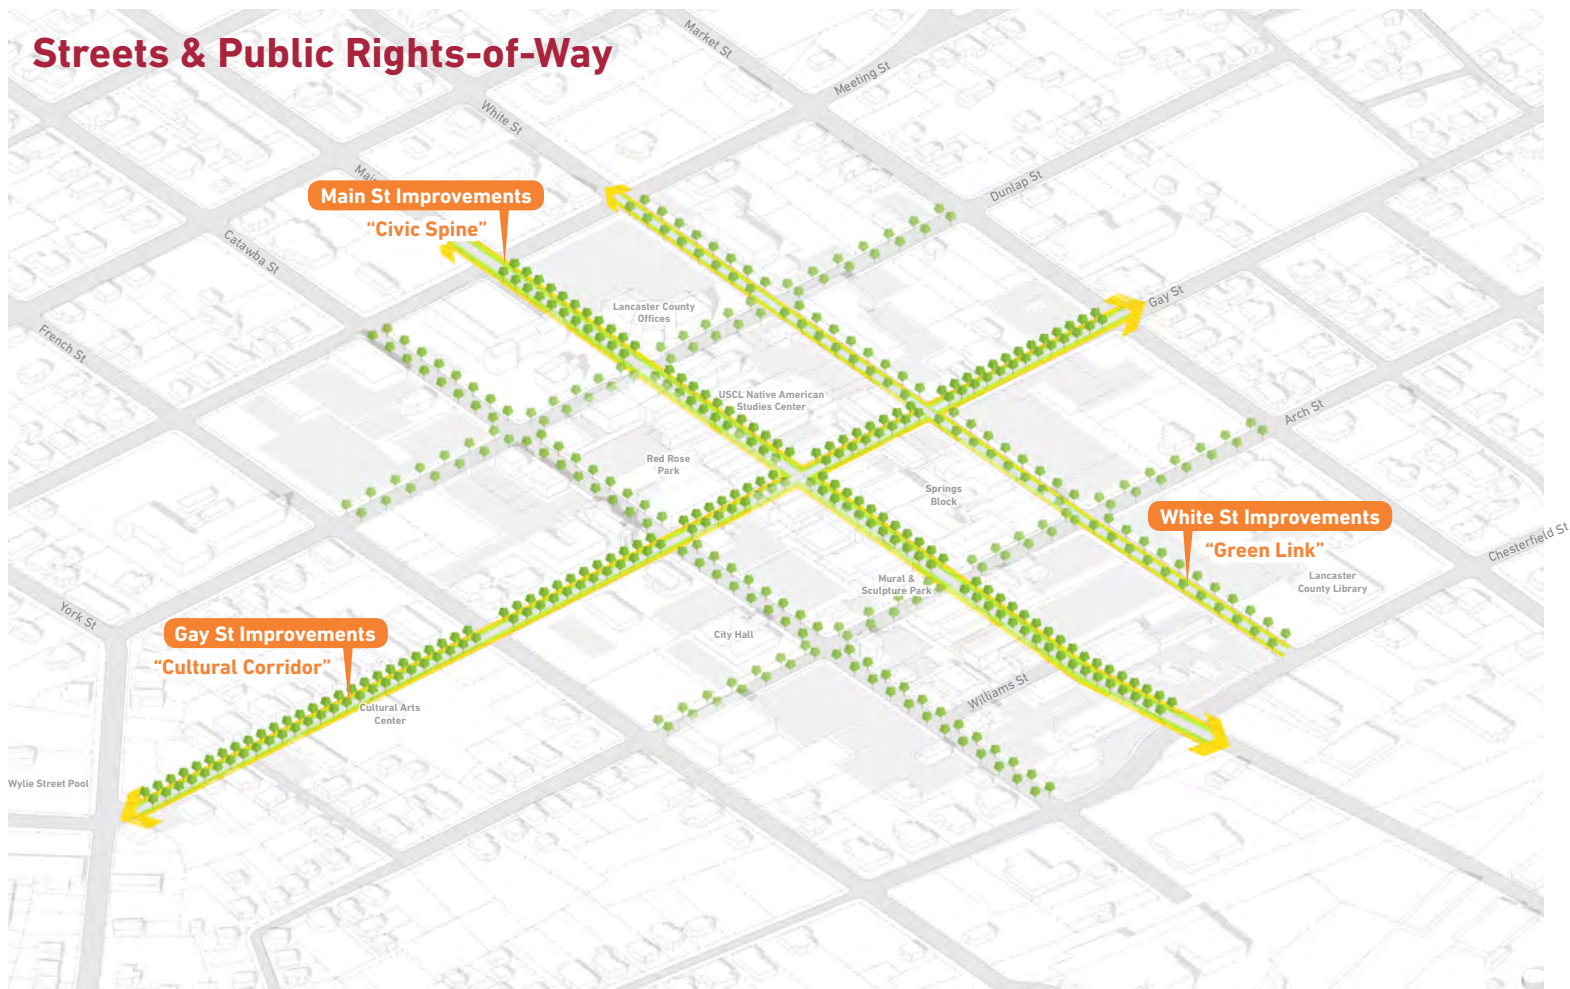 Streets & Public Rights-of-Way
Market St
Meeting St
White St
Main St Improvements
“Civic Spine”
Dunlap St
Catawba St
Gay St
French St
Lancaster County
Offices
USCL Native American
Studies Center
Arch St
Red Rose
Park
Springs
Block
White St Improvements
“Green Link”
Chesterfield St
Lancaster
County Library
Mural &
Sculpture Park
York St
Gay St Improvements
“Cultural Corridor”
City Hall
Williams St
Cultural Arts
Center
Wylie Street Pool